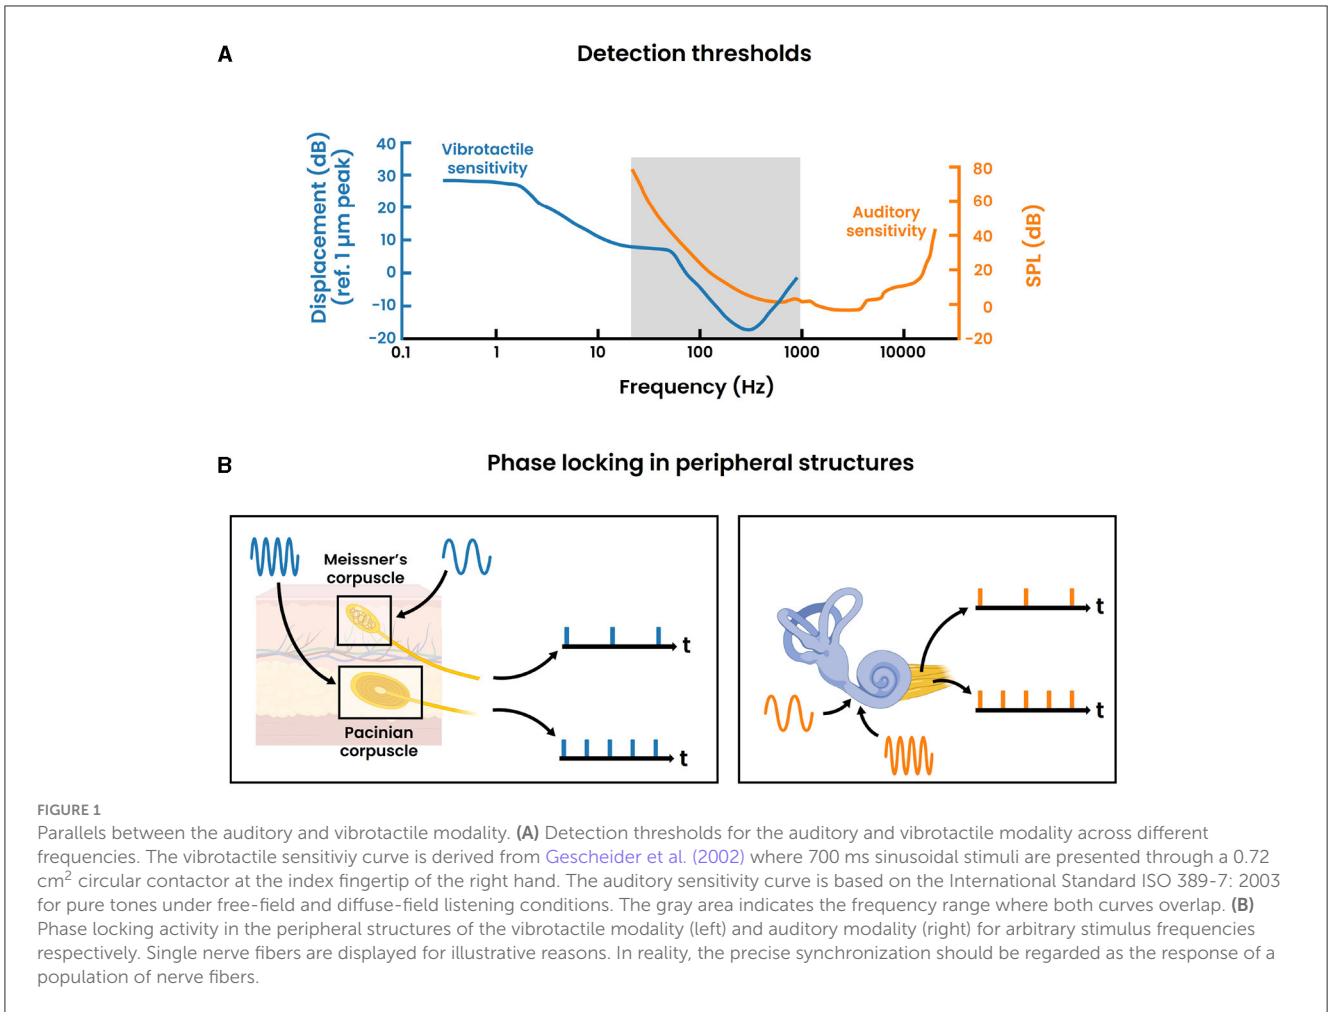 A
Detection thresholds
Displacement (dB)
(ref. 1 µm peak)
40
30
20
10
0
-10
-20
Vibrotactile
sensitivity
Auditory
sensitivity
80
60
40
20
0
-20
SPL (dB)
0.1 1 10 100 1000 10000
Frequency (Hz)
B
Phase locking in peripheral structures
Meissner's
corpuscle
Pacinian
corpuscle
t
t
t
t
FIGURE 1
Parallels between the auditory and vibrotactile modality. (A) Detection thresholds for the auditory and vibrotactile modality across different
frequencies. The vibrotactile sensitiviy curve is derived from Gescheider et al. (2002) where 700 ms sinusoidal stimuli are presented through a 0.72
cm² circular contactor at the index fingertip of the right hand. The auditory sensitivity curve is based on the International Standard ISO 389-7: 2003
for pure tones under free-field and diffuse-field listening conditions. The gray area indicates the frequency range where both curves overlap. (B)
Phase locking activity in the peripheral structures of the vibrotactile modality (left) and auditory modality (right) for arbitrary stimulus frequencies
respectively. Single nerve fibers are displayed for illustrative reasons. In reality, the precise synchronization should be regarded as the response of a
population of nerve fibers.